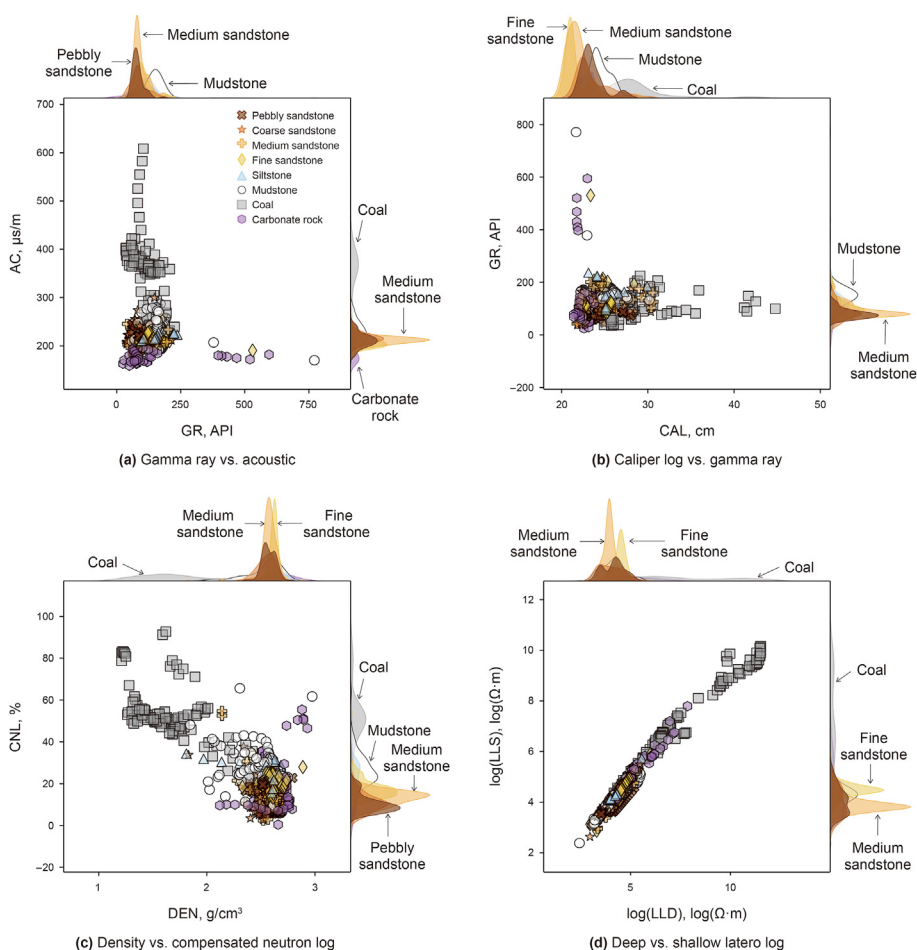 Medium sandstone
Pebbly
sandstone
Mudstone
700
600
500
400
300
200
AC, μs/m
Pebbly sandstone
Coarse sandstone
Medium sandstone
Fine sandstone
Siltstone
Mudstone
Coal
Carbonate rock
Coal
Medium
sandstone
Carbonate
rock
0
250
500
750
GR, API
(a) Gamma ray vs. acoustic
Fine
sandstone
Medium sandstone
Mudstone
Coal
800
600
400
200
0
–200
GR, API
Mudstone
Medium
sandstone
20
30
40
50
CAL, cm
(b) Caliper log vs. gamma ray
Medium
sandstone
Fine
sandstone
Coal
100
80
60
40
20
0
–20
CNL, %
Coal
Mudstone
Medium
sandstone
Pebbly
sandstone
1
2
3
DEN, g/cm³
(c) Density vs. compensated neutron log
Medium
sandstone
Fine
sandstone
Coal
12
10
8
6
4
2
log(LLS), log(Ω·m)
Coal
Fine
sandstone
Medium
sandstone
5
10
log(LLD), log(Ω·m)
(d) Deep vs. shallow latero log